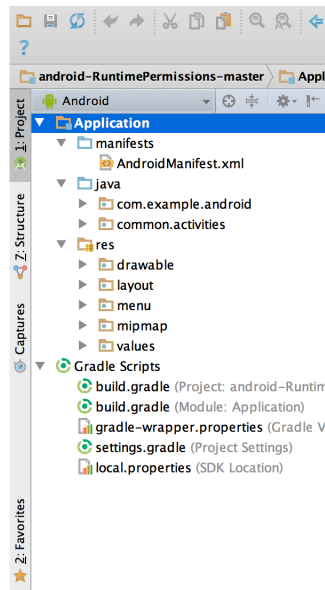 ?
android-RuntimePermissions-master
Appl
Android
1: Project
Application
manifests
AndroidManifest.xml
java
com.example.android
common.activities
Z: Structure
res
drawable
layout
menu
mipmap
values
Captures
Gradle Scripts
build.gradle (Project: android-Runtim
build.gradle (Module: Application)
gradle-wrapper.properties (Gradle V
settings.gradle (Project Settings)
local.properties (SDK Location)
2: Favorites